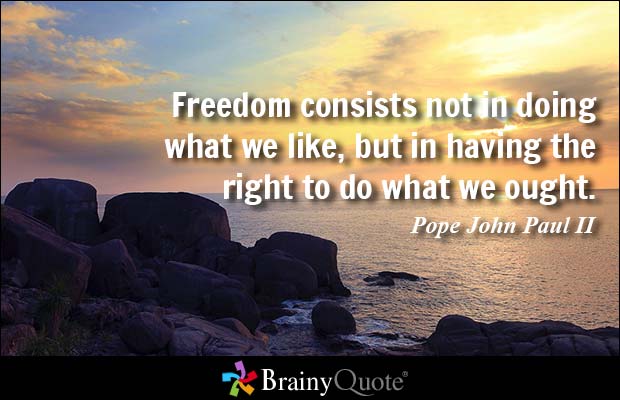 Freedom consists not in doing
what we like, but in having the
right to do what we ought.
Pope John Paul II
BrainyQuote®